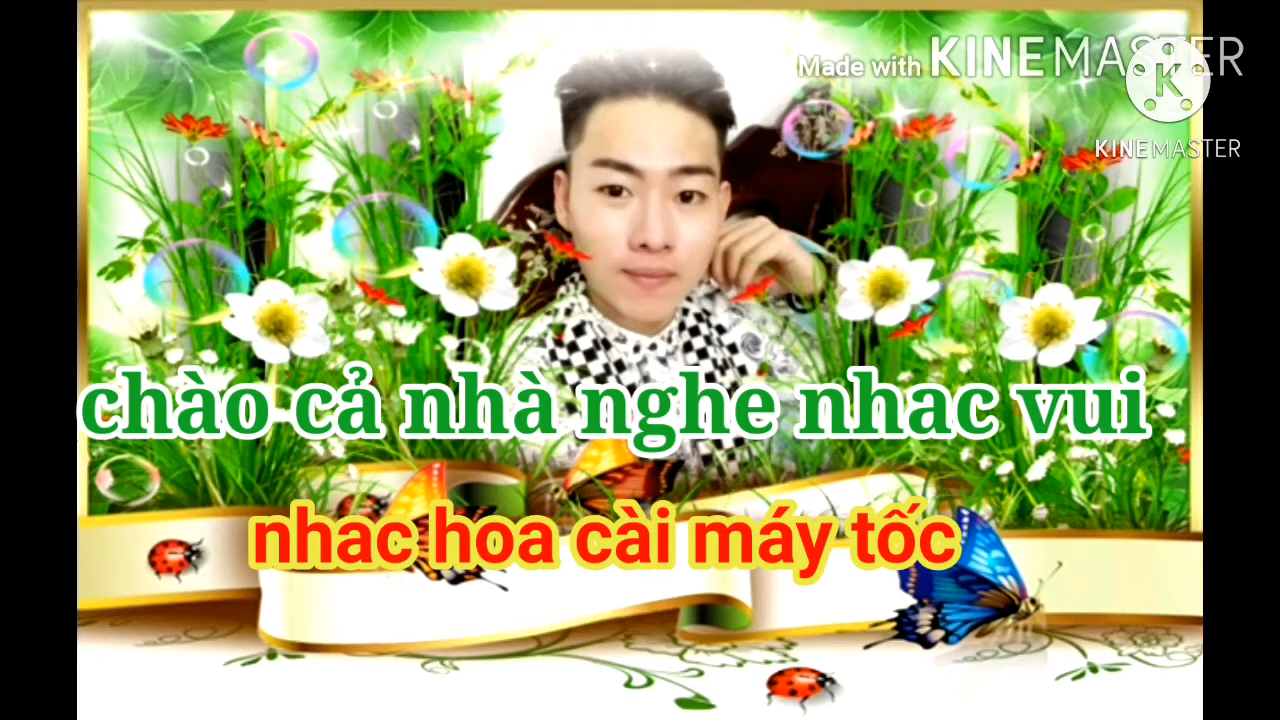 Made with KINEMASTER
K
KINEMASTER
chào cả nhà nghe nhac vui
nhac hoa cài máy tốc